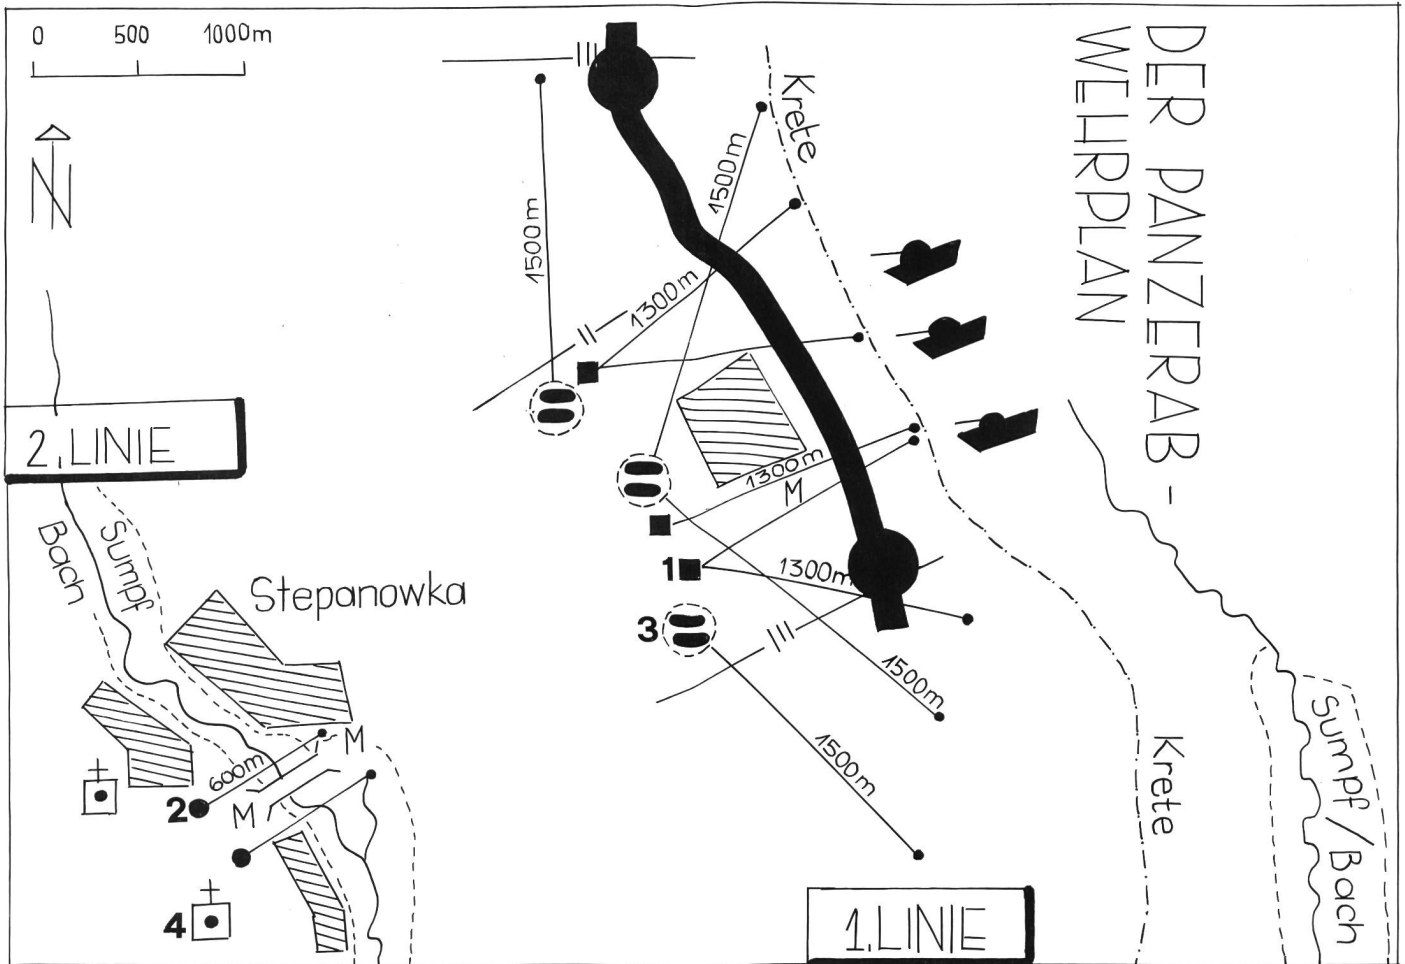 0 500 1000m
N
DER PANZERAB-
WEHRPLAN
Krete
1500m
1500m
1300m
2.LINIE
1300m
M
1
1300m
3
1500m
1500m
Bach
Sumpf
Stepanowka
M
600m
2
M
4
Krete
Sumpf/Bach
1.LINIE